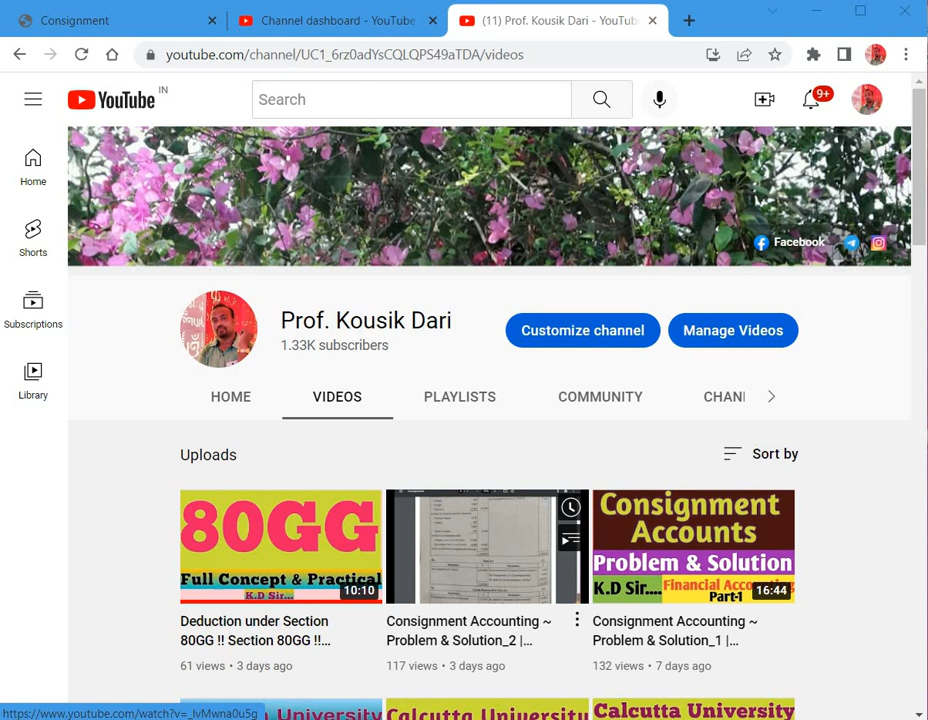 Consignment
Channel dashboard - YouTube
(11) Prof. Kousik Dari - YouTub
youtube.com/channel/UC1_6rz0adYsCQLQPS49aTDA/videos
YouTube IN
Search
9+
Home
Shorts
Subscriptions
Library
Facebook
Prof. Kousik Dari
1.33K subscribers
Customize channel
Manage Videos
HOME
VIDEOS
PLAYLISTS
COMMUNITY
CHAN
Uploads
Sort by
80GG
Full Concept & Practical
K.D Sir...
10:10
Consignment
Accounts
Problem & Solution
K.D Sir....
Financial
Part-1
16:44
Deduction under Section
80GG !! Section 80GG !!...
61 views • 3 days ago
Consignment Accounting ~
Problem & Solution_2 |...
117 views • 3 days ago
Consignment Accounting ~
Problem & Solution_1 |...
132 views • 7 days ago
https://www.youtube.com/watch?v=_lvMwna0u5g
University
Calcutta University
Calcutta University